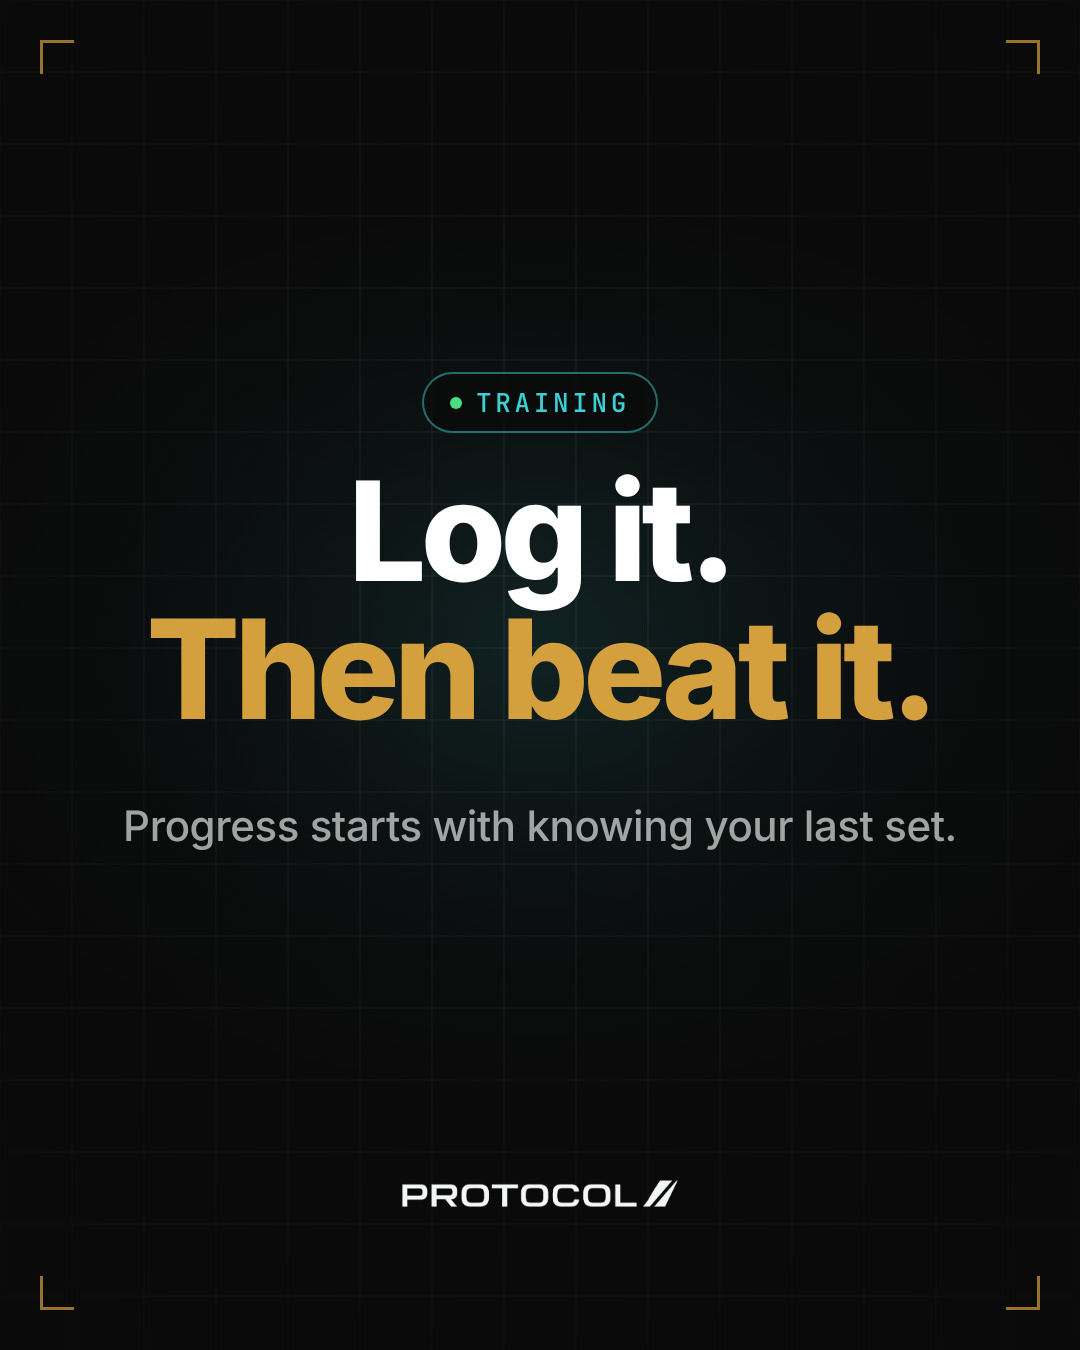 TRAINING
Log it.
Then beat it.
Progress starts with knowing your last set.
PROTOCOL